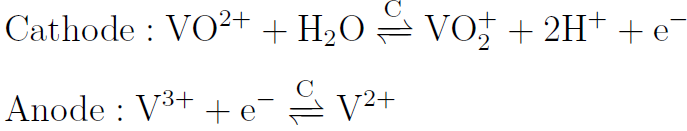 Cathode : VO²⁺ + H₂O ⇌ᶜ VO₂⁺ + 2H⁺ + e⁻
Anode : V³⁺ + e⁻ ⇌ᶜ V²⁺